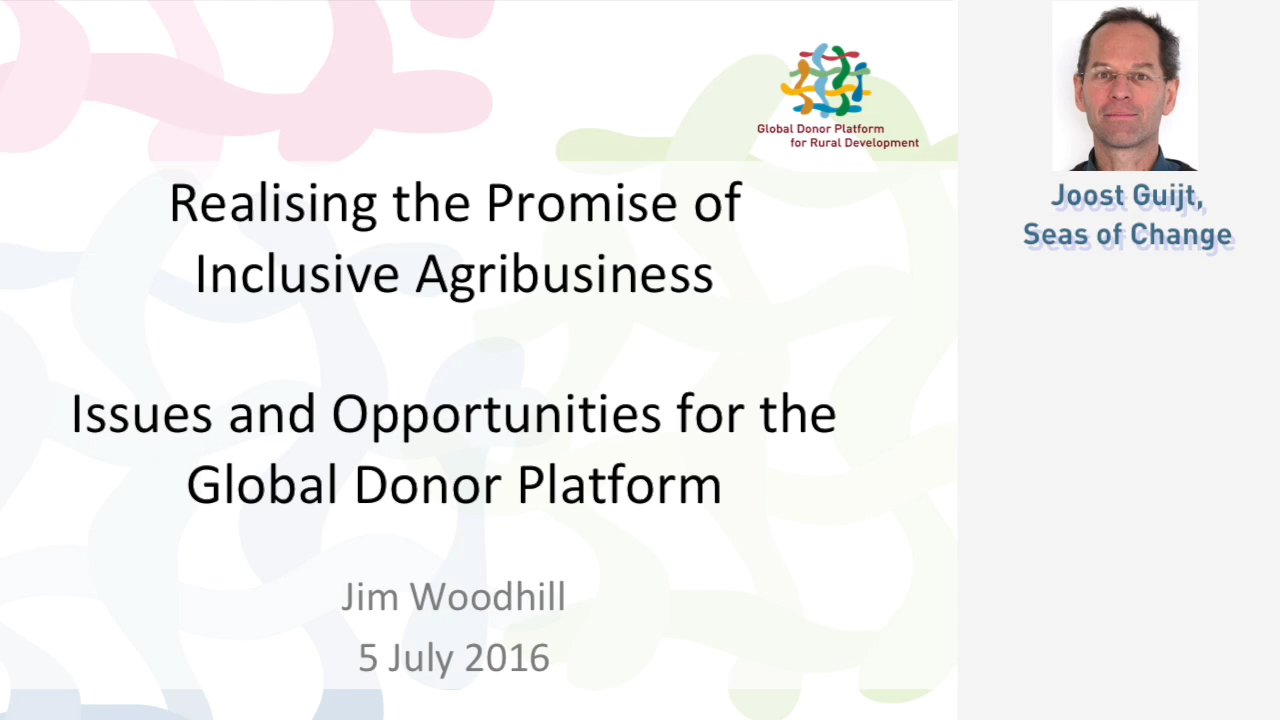 Global Donor Platform
for Rural Development
Realising the Promise of
Inclusive Agribusiness
Issues and Opportunities for the
Global Donor Platform
Jim Woodhill
5 July 2016
Joost Guijt,
Seas of Change